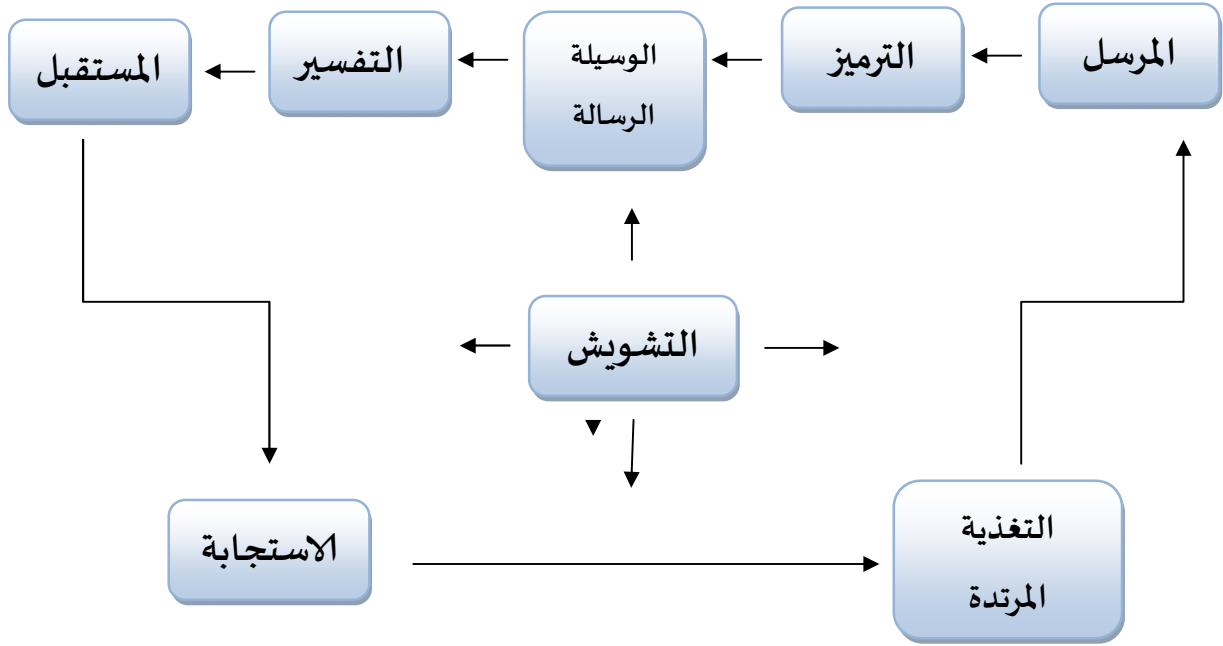 المرسل
الترميز
الوسيلة
الرسالة
التفسير
المستقبل
التشويش
التغذية
المرتدة
الاستجابة